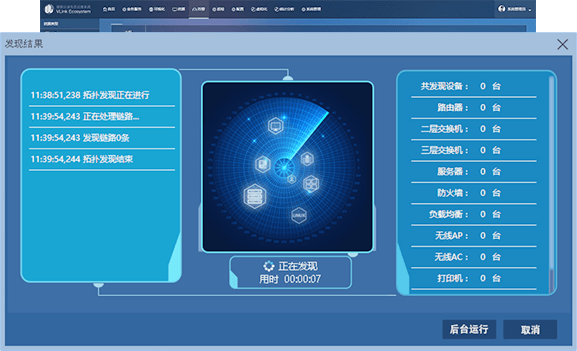 VLink Ecosystem
发现结果
11:38:51,238 拓扑发现正在进行
11:39:54,243 正在处理链路...
11:39:54,243 发现链路0条
11:39:54,244 拓扑发现结束
LINUX
正在发现
用时 00:00:07
共发现设备： 0 台
路由器： 0 台
二层交换机： 0 台
三层交换机： 0 台
服务器： 0 台
防火墙： 0 台
负载均衡： 0 台
无线AP： 0 台
无线AC： 0 台
打印机： 0 台
后台运行
取消